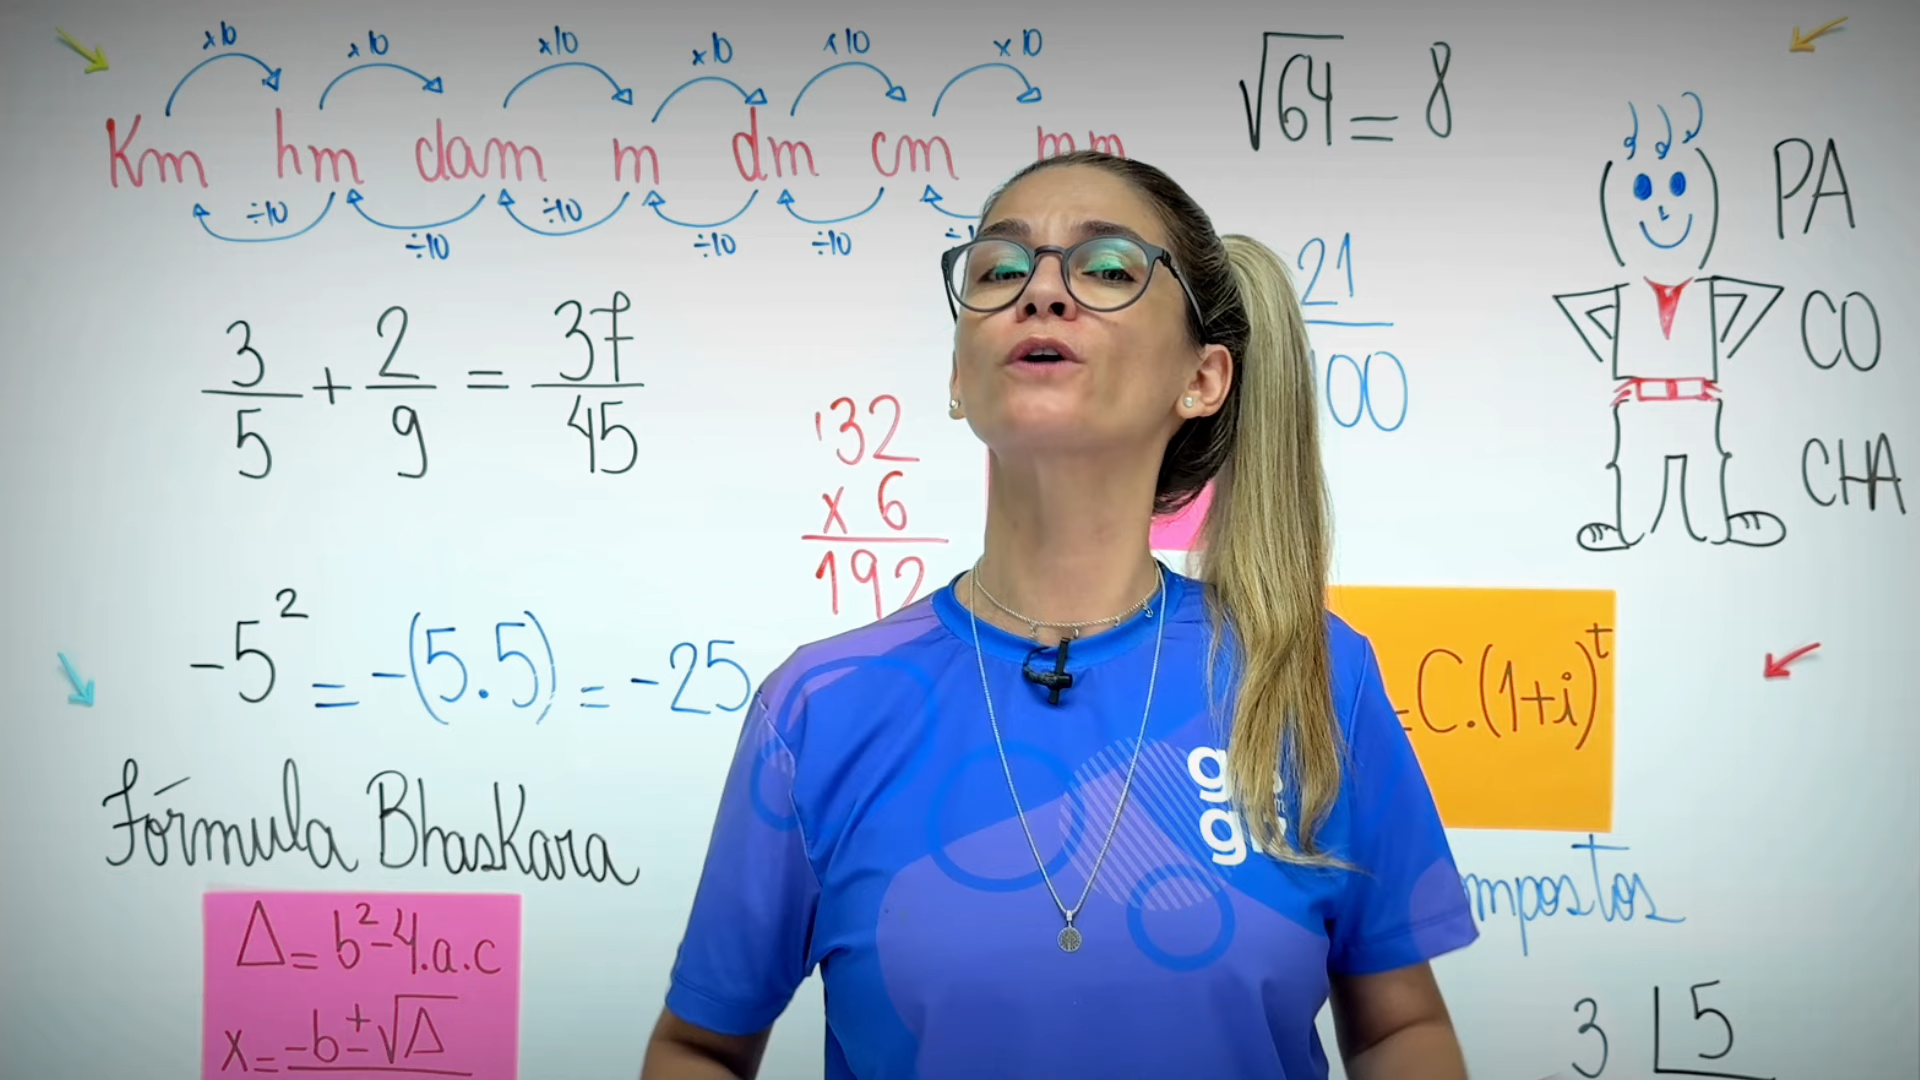 x10 x10 x10 x10 x10 x10
Km hm dam m dm cm mm
÷10 ÷10 ÷10 ÷10 ÷10
√64 = 8
PA
CO
CHA
3/5 + 2/9 = 37/45
21
100
132
x 6
192
-5² = -(5.5) = -25
=C.(1+i)^t
Fórmula Bhaskara
Δ= b²-4.a.c
x= -b±√Δ
3 5